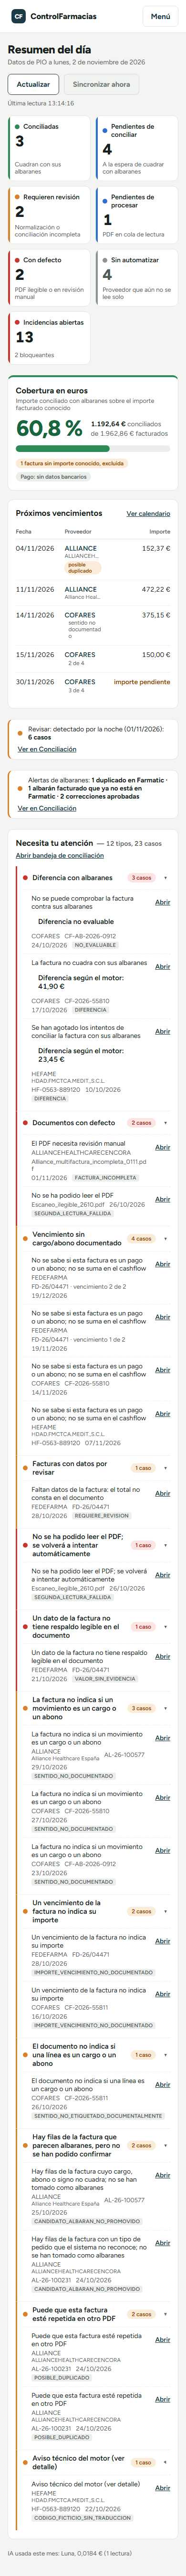 CF ControlFarmacias Menú
Resumen del día
Datos de PIO a lunes, 2 de noviembre de 2026
Actualizar Sincronizar ahora
Última lectura 13:14:16
Conciliadas
3
Cuadran con sus
albaranes
Pendientes de
conciliar
4
A la espera de cuadrar
con albaranes
Requieren revisión
2
Normalización o
conciliación incompleta
Pendientes de
procesar
1
PDF en cola de lectura
Con defecto
2
PDF ilegible o en revisión
manual
Sin automatizar
4
Proveedor que aún no se
lee solo
Incidencias abiertas
13
2 bloqueantes
Cobertura en euros
Importe conciliado con albaranes sobre el importe
facturado conocido
60,8 %
1.192,64 € conciliados
de 1.962,86 € facturados
1 factura sin importe conocido, excluida
Pago: sin datos bancarios
Próximos vencimientos Ver calendario
Fecha Proveedor Importe
04/11/2026 ALLIANCE 152,37 €
ALLIANCEH…
posible
duplicado
11/11/2026 ALLIANCE 472,22 €
Alliance Heal…
14/11/2026 COFARES 375,15 €
sentido no
documentad
o
15/11/2026 COFARES 150,00 €
2 de 4
30/11/2026 COFARES importe pendiente
3 de 4
Revisar: detectado por la noche (01/11/2026):
6 casos
Ver en Conciliación
Alertas de albaranes: 1 duplicado en Farmatic ·
1 albarán facturado que ya no está en
Farmatic · 2 correcciones aprobadas
Ver en Conciliación
Necesita tu atención — 12 tipos, 23 casos
Abrir bandeja de conciliación
Diferencia con albaranes 3 casos
No se puede comprobar la factura
contra sus albaranes
Abrir
Diferencia no evaluable
COFARES CF-AB-2026-0912
24/10/2026 NO_EVALUABLE
La factura no cuadra con sus albaranes
Abrir
Diferencia según el motor:
41,90 €
COFARES CF-2026-55810
17/10/2026 DIFERENCIA
Se han agotado los intentos de
conciliar la factura con sus albaranes
Abrir
Diferencia según el motor:
23,45 €
HEFAME
HDAD.FMCTCA.MEDIT.,S.C.L.
HF-0563-889120 10/10/2026
DIFERENCIA
Documentos con defecto 2 casos
El PDF necesita revisión manual
Abrir
ALLIANCEHEALTHCARECENCORA
Alliance_multifactura_incompleta_0111.pd
f
01/11/2026 FACTURA_INCOMPLETA
No se ha podido leer el PDF
Abrir
Escaneo_ilegible_2610.pdf 26/10/2026
SEGUNDA_LECTURA_FALLIDA
Vencimiento sin
cargo/abono documentado
4 casos
No se sabe si esta factura es un pago
o un abono; no se suma en el cashflow
Abrir
FEDEFARMA
FD-26/04471 · vencimiento 2 de 2
19/12/2026
No se sabe si esta factura es un pago
o un abono; no se suma en el cashflow
Abrir
FEDEFARMA
FD-26/04471 · vencimiento 1 de 2
19/11/2026
No se sabe si esta factura es un pago
o un abono; no se suma en el cashflow
Abrir
COFARES CF-2026-55810
14/11/2026
No se sabe si esta factura es un pago
o un abono; no se suma en el cashflow
Abrir
HEFAME
HDAD.FMCTCA.MEDIT.,S.C.L.
HF-0563-889120 07/11/2026
Facturas con datos por
revisar
1 caso
Faltan datos de la factura: el total no
consta en el documento
Abrir
FEDEFARMA FD-26/04471
28/10/2026 REQUIERE_REVISION
No se ha podido leer el PDF;
se volverá a intentar
automáticamente
1 caso
No se ha podido leer el PDF; se volverá
a intentar automáticamente
Abrir
Escaneo_ilegible_2610.pdf 26/10/2026
SEGUNDA_LECTURA_FALLIDA
Un dato de la factura no
tiene respaldo legible en el
documento
1 caso
Un dato de la factura no tiene respaldo
legible en el documento
Abrir
FEDEFARMA FD-26/04471
21/10/2026 VALOR_SIN_EVIDENCIA
La factura no indica si un
movimiento es un cargo o
un abono
3 casos
La factura no indica si un movimiento
es un cargo o un abono
Abrir
ALLIANCE
Alliance Healthcare España AL-26-100577
29/10/2026
SENTIDO_NO_DOCUMENTADO
La factura no indica si un movimiento
es un cargo o un abono
Abrir
COFARES CF-2026-55810
27/10/2026
SENTIDO_NO_DOCUMENTADO
La factura no indica si un movimiento
es un cargo o un abono
Abrir
COFARES CF-AB-2026-0912
23/10/2026
SENTIDO_NO_DOCUMENTADO
Un vencimiento de la
factura no indica su
importe
2 casos
Un vencimiento de la factura no indica
su importe
Abrir
FEDEFARMA FD-26/04471
28/10/2026
IMPORTE_VENCIMIENTO_NO_DOCUMENTADO
Un vencimiento de la factura no indica
su importe
Abrir
COFARES CF-2026-55811
16/10/2026
IMPORTE_VENCIMIENTO_NO_DOCUMENTADO
El documento no indica si
una línea es un cargo o un
abono
1 caso
El documento no indica si una línea es
un cargo o un abono
Abrir
COFARES CF-2026-55811
26/10/2026
SENTIDO_NO_ETIQUETADO_DOCUMENTALMENTE
Hay filas de la factura que
parecen albaranes, pero no
se han podido confirmar
2 casos
Hay filas de la factura cuyo cargo,
abono o signo no cuadra; no se han
tomado como albaranes
Abrir
ALLIANCE
Alliance Healthcare España AL-26-100577
25/10/2026
CANDIDATO_ALBARAN_NO_PROMOVIDO
Hay filas de la factura con un tipo de
pedido que el sistema no reconoce; no
se han tomado como albaranes
Abrir
ALLIANCE
ALLIANCEHEALTHCARECENCORA
AL-26-100231 24/10/2026
CANDIDATO_ALBARAN_NO_PROMOVIDO
Puede que esta factura
esté repetida en otro PDF
2 casos
Puede que esta factura esté repetida
en otro PDF
Abrir
ALLIANCE
ALLIANCEHEALTHCARECENCORA
AL-26-100231 24/10/2026
POSIBLE_DUPLICADO
Puede que esta factura esté repetida
en otro PDF
Abrir
ALLIANCE
ALLIANCEHEALTHCARECENCORA
AL-26-100231 24/10/2026
POSIBLE_DUPLICADO
Aviso técnico del motor (ver
detalle)
1 caso
Aviso técnico del motor (ver detalle)
Abrir
HEFAME
HDAD.FMCTCA.MEDIT.,S.C.L.
HF-0563-889120 22/10/2026
CODIGO_FICTICIO_SIN_TRADUCCION
IA usada este mes: Luna, 0,0184 € (1 lectura)